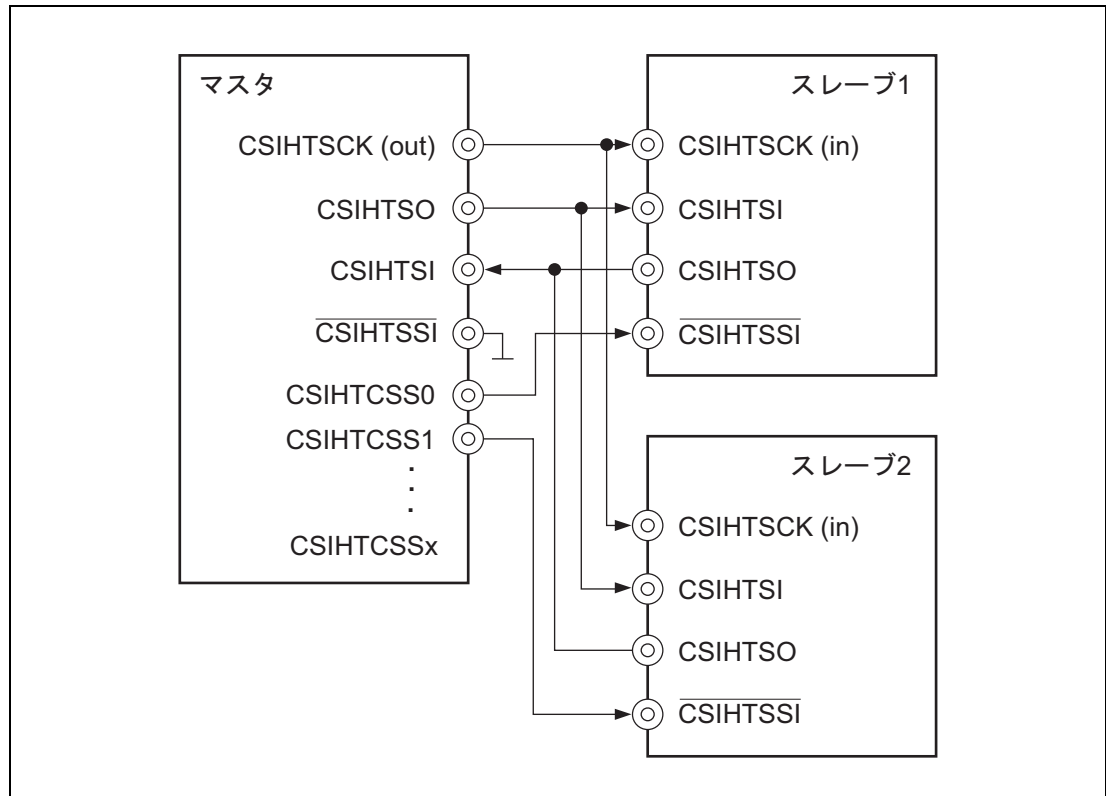 マスタ
CSIHTSCK (out)
CSIHTSO
CSIHTSI
CSIHTSSI
CSIHTCSS0
CSIHTCSS1
.
.
.
CSIHTCSSx
スレーブ1
CSIHTSCK (in)
CSIHTSI
CSIHTSO
CSIHTSSI
スレーブ2
CSIHTSCK (in)
CSIHTSI
CSIHTSO
CSIHTSSI